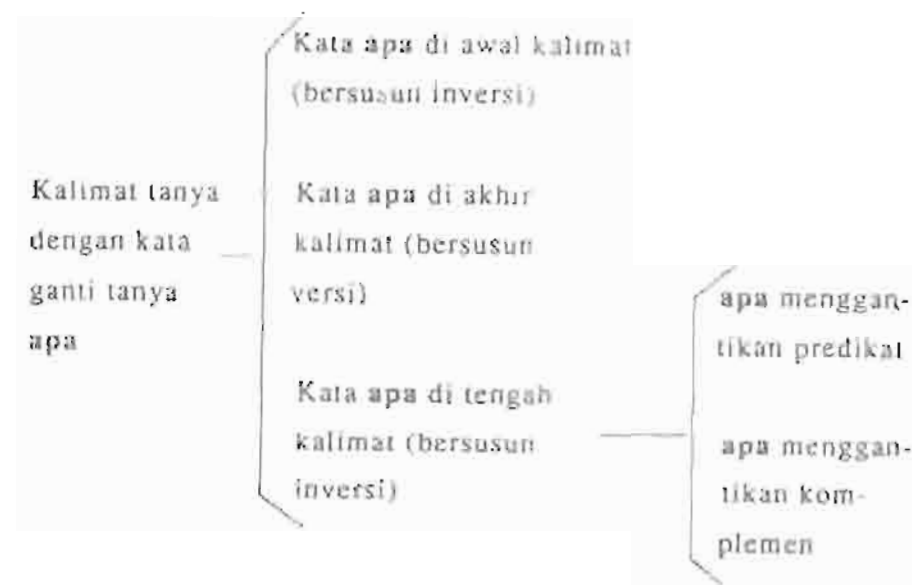 Kata apa di awal kalimat
(bersusun inversi)
Kalimat tanya
dengan kata
ganti tanya
apa
Kata apa di akhir
kalimat (bersusun
versi)
Kata apa di tengah
kalimat (bersusun
inversi)
apa menggan-
tikan predikat
apa menggan-
tikan kom-
plemen